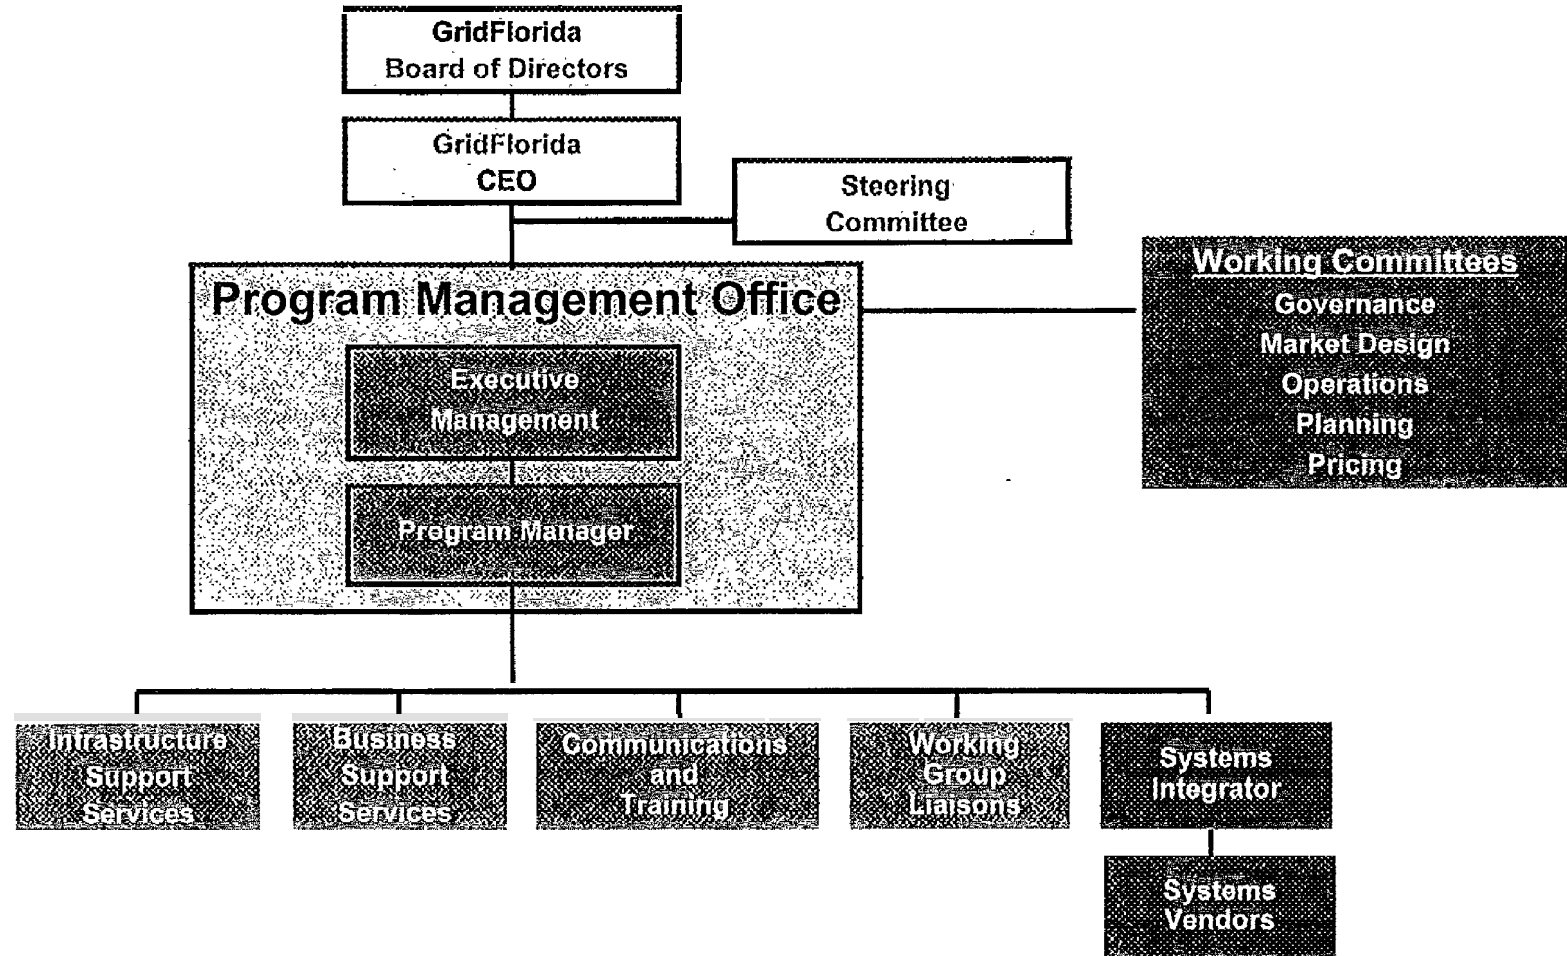 GridFlorida
Board of Directors
GridFlorida
CEO
Steering
Committee
Program Management Office
Executive
Management
Program Manager
Working Committees
Governance
Market Design
Operations
Planning
Pricing
Infrastructure
Support
Services
Business
Support
Services
Communications
and
Training
Working
Group
Liaisons
Systems
Integrator
Systems
Vendors